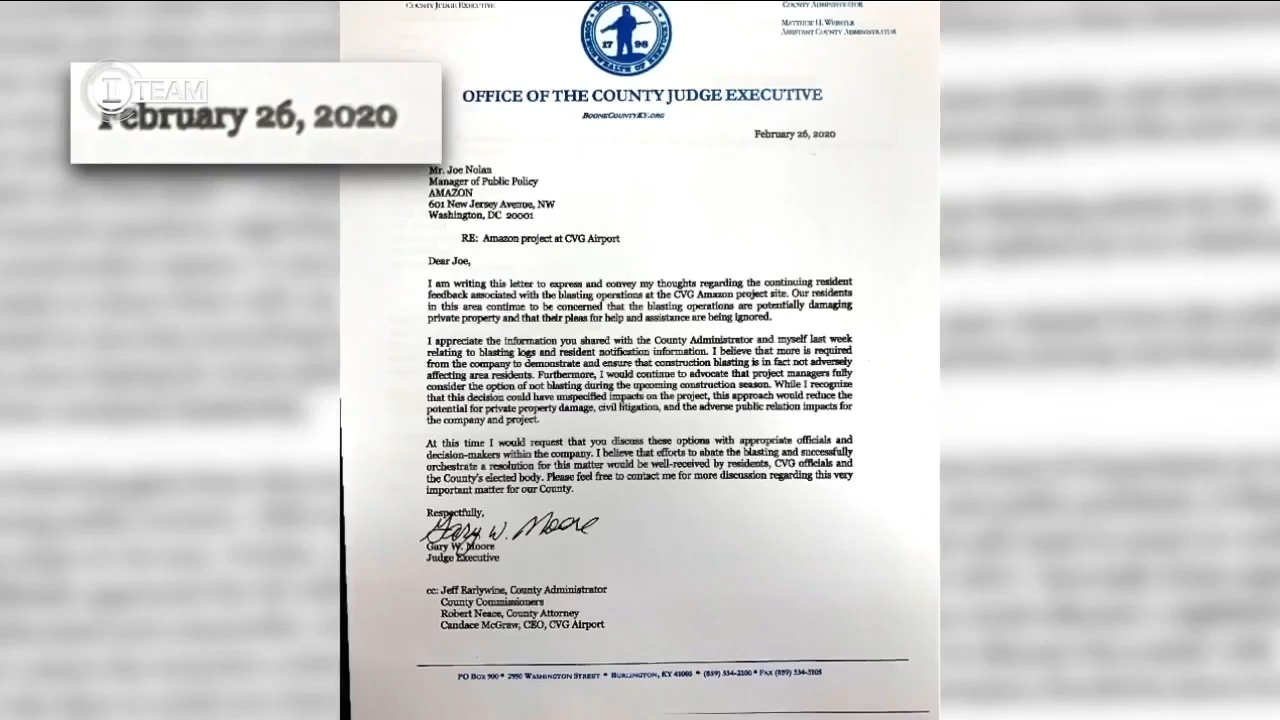 I TEAM
February 26, 2020
COUNTY JUDGE EXECUTIVE
COUNTY ADMINISTRATOR
MATTHEW H. WEBSTER
ASSISTANT COUNTY ADMINISTRATOR
17 98
COMMONWEALTH OF KENTUCKY
OFFICE OF THE COUNTY JUDGE EXECUTIVE
BOONECOUNTYKY.ORG
February 26, 2020
Mr. Joe Nolan
Manager of Public Policy
AMAZON
601 New Jersey Avenue, NW
Washington, DC 20001
RE: Amazon project at CVG Airport
Dear Joe,
I am writing this letter to express and convey my thoughts regarding the continuing resident
feedback associated with the blasting operations at the CVG Amazon project site. Our residents
in this area continue to be concerned that the blasting operations are potentially damaging
private property and that their pleas for help and assistance are being ignored.
I appreciate the information you shared with the County Administrator and myself last week
relating to blasting logs and resident notification information. I believe that more is required
from the company to demonstrate and ensure that construction blasting is in fact not adversely
affecting area residents. Furthermore, I would continue to advocate that project managers fully
consider the option of not blasting during the upcoming construction season. While I recognize
that this decision could have unspecified impacts on the project, this approach would reduce the
potential for private property damage, civil litigation, and the adverse public relation impacts for
the company and project.
At this time I would request that you discuss these options with appropriate officials and
decision-makers within the company. I believe that efforts to abate the blasting and successfully
orchestrate a resolution for this matter would be well-received by residents, CVG officials and
the County's elected body. Please feel free to contact me for more discussion regarding this very
important matter for our County.
Respectfully,
Gary W. Moore
Gary W. Moore
Judge Executive
cc: Jeff Earlywine, County Administrator
County Commissioners
Robert Neace, County Attorney
Candace McGraw, CEO, CVG Airport
PO BOX 900 * 2950 WASHINGTON STREET * BURLINGTON, KY 41005 * (859) 334-2100 * FAX (859) 334-3105